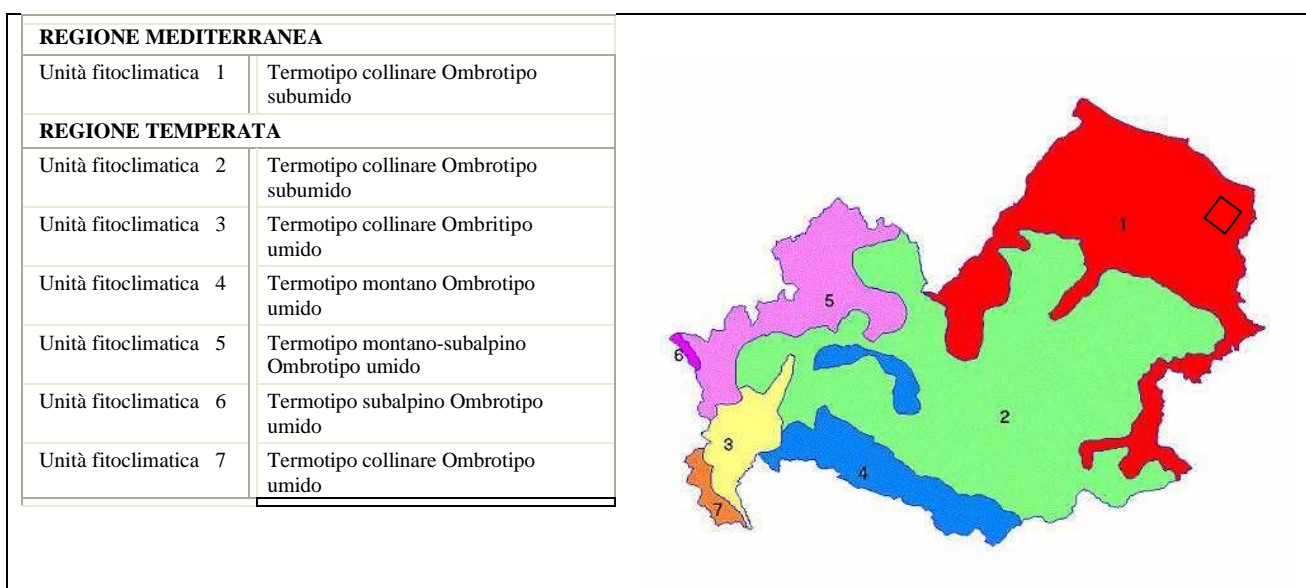 REGIONE MEDITERRANEA
Unità fitoclimatica 1 Termotipo collinare Ombrotipo
subumido
REGIONE TEMPERATA
Unità fitoclimatica 2 Termotipo collinare Ombrotipo
subumido
Unità fitoclimatica 3 Termotipo collinare Ombritipo
umido
Unità fitoclimatica 4 Termotipo montano Ombrotipo
umido
Unità fitoclimatica 5 Termotipo montano-subalpino
Ombrotipo umido
Unità fitoclimatica 6 Termotipo subalpino Ombrotipo
umido
Unità fitoclimatica 7 Termotipo collinare Ombrotipo
umido
1
5
6
2
3
4
7